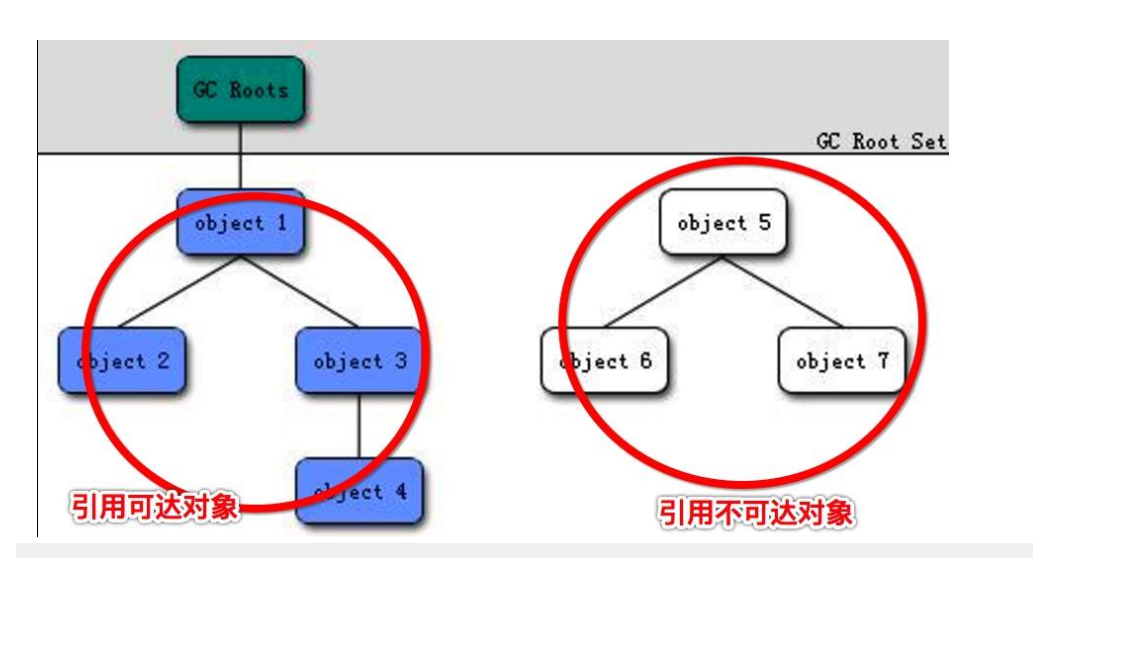 GC Roots
GC Root Set
object 1
object 5
object 2
object 3
object 6
object 7
object 4
引用可达对象
引用不可达对象